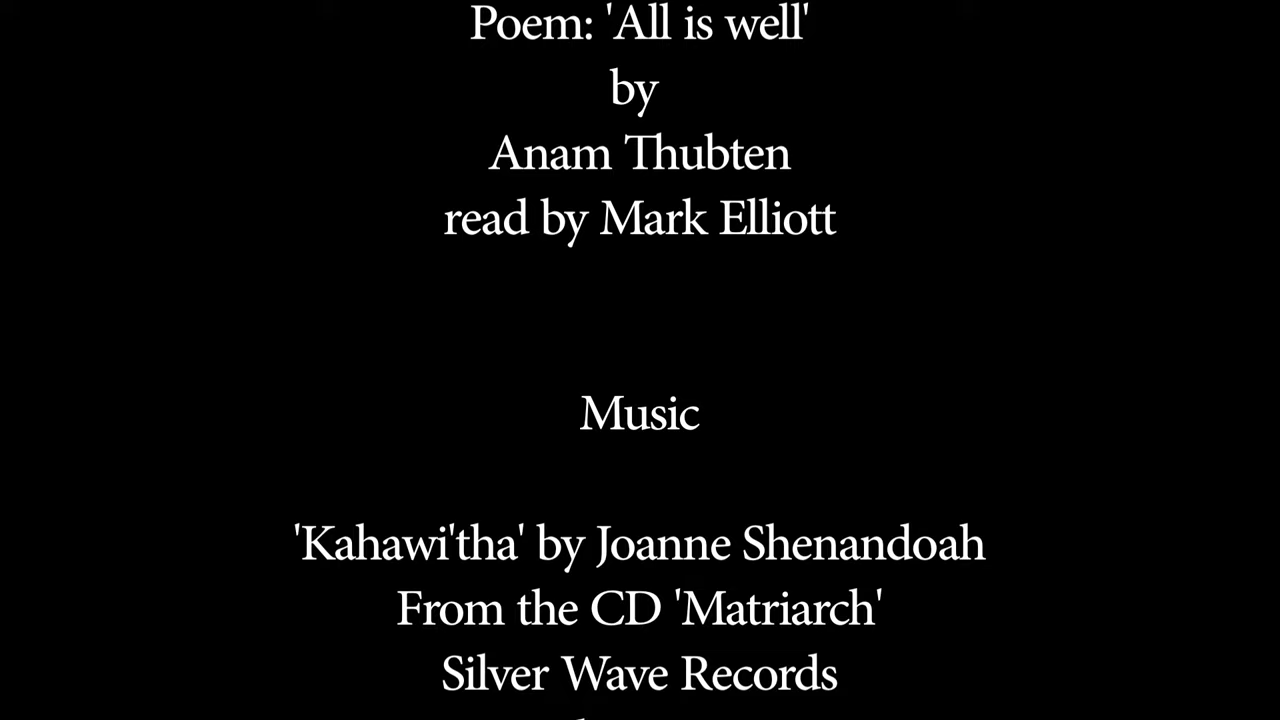 Poem: 'All is well'
by
Anam Thubten
read by Mark Elliott
Music
'Kahawi'tha' by Joanne Shenandoah
From the CD 'Matriarch'
Silver Wave Records